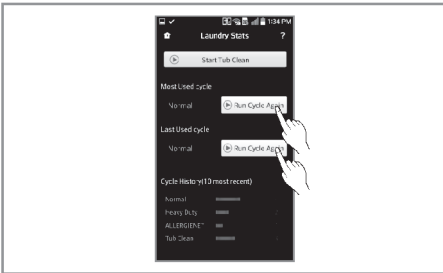 1:34 PM
Laundry Stats ?
Start Tub Clean
Most Used cycle
Normal Run Cycle Again
Last Used cycle
Normal Run Cycle Again
Cycle History(10 most recent)
Normal
Heavy Duty
ALLERGIENE™
Tub Clean